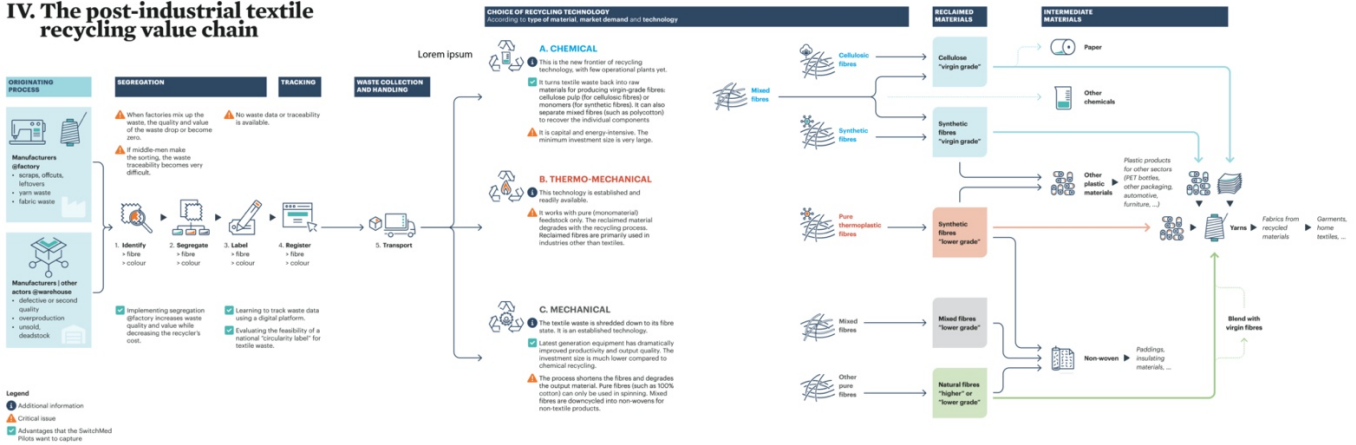 IV. The post-industrial textile
recycling value chain
Lorem ipsum
ORIGINATING
PROCESS
Manufacturers
@factory
• scraps, offcuts,
leftovers
• yarn waste
• fabric waste
Manufacturers | other
actors @warehouse
• defective or second
quality
• overproduction
• unsold,
deadstock
SEGREGATION
When factories mix up the
waste, the quality and value
of the waste drop or become
zero.
If middle-men make
the sorting, the waste
traceability becomes very
difficult.
TRACKING
No waste data or traceability
is available.
WASTE COLLECTION
AND HANDLING
1. Identify
> fibre
> colour
2. Segregate
> fibre
> colour
3. Label
> fibre
> colour
4. Register
> fibre
> colour
5. Transport
Implementing segregation
@factory increases waste
quality and value while
decreasing the recycler's
cost.
Learning to track waste data
using a digital platform.
Evaluating the feasibility of a
national "circularity label" for
textile waste.
Legend
Additional information
Critical issue
Advantages that the SwitchMed
Pilots want to capture
CHOICE OF RECYCLING TECHNOLOGY
According to type of material, market demand and technology
A. CHEMICAL
This is the new frontier of recycling
technology, with few operational plants yet.
It turns textile waste back into raw
materials for producing virgin-grade fibres:
cellulose pulp (for cellulosic fibres) or
monomers (for synthetic fibres). It can also
separate mixed fibres (such as polycotton)
to recover the individual components
It is capital and energy-intensive. The
minimum investment size is very large.
B. THERMO-MECHANICAL
This technology is established and
readily available.
It works with pure (monomaterial)
feedstock only. The reclaimed material
degrades with the recycling process.
Reclaimed fibres are primarily used in
industries other than textiles.
C. MECHANICAL
The textile waste is shredded down to its fibre
state. It is an established technology.
Latest generation equipment has dramatically
improved productivity and output quality. The
investment size is much lower compared to
chemical recycling.
The process shortens the fibres and degrades
the output material. Pure fibres (such as 100%
cotton) can only be used in spinning. Mixed
fibres are downcycled into non-wovens for
non-textile products.
Mixed
fibres
Cellulosic
fibres
Synthetic
fibres
Pure
thermoplastic
fibres
Mixed
fibres
Other
pure
fibres
RECLAIMED
MATERIALS
Cellulose
"virgin grade"
Synthetic
fibres
"virgin grade"
Synthetic
fibres
"lower grade"
Mixed fibres
"lower grade"
Natural fibres
"higher" or
"lower grade"
INTERMEDIATE
MATERIALS
Paper
Other
chemicals
Other
plastic
materials
Plastic products
for other sectors
(PET bottles,
other packaging,
automotive,
furniture, ...)
Yarns
Fabrics from
recycled
materials
Garments,
home
textiles, ...
Blend with
virgin fibres
Non-woven
Paddings,
insulating
materials, ...